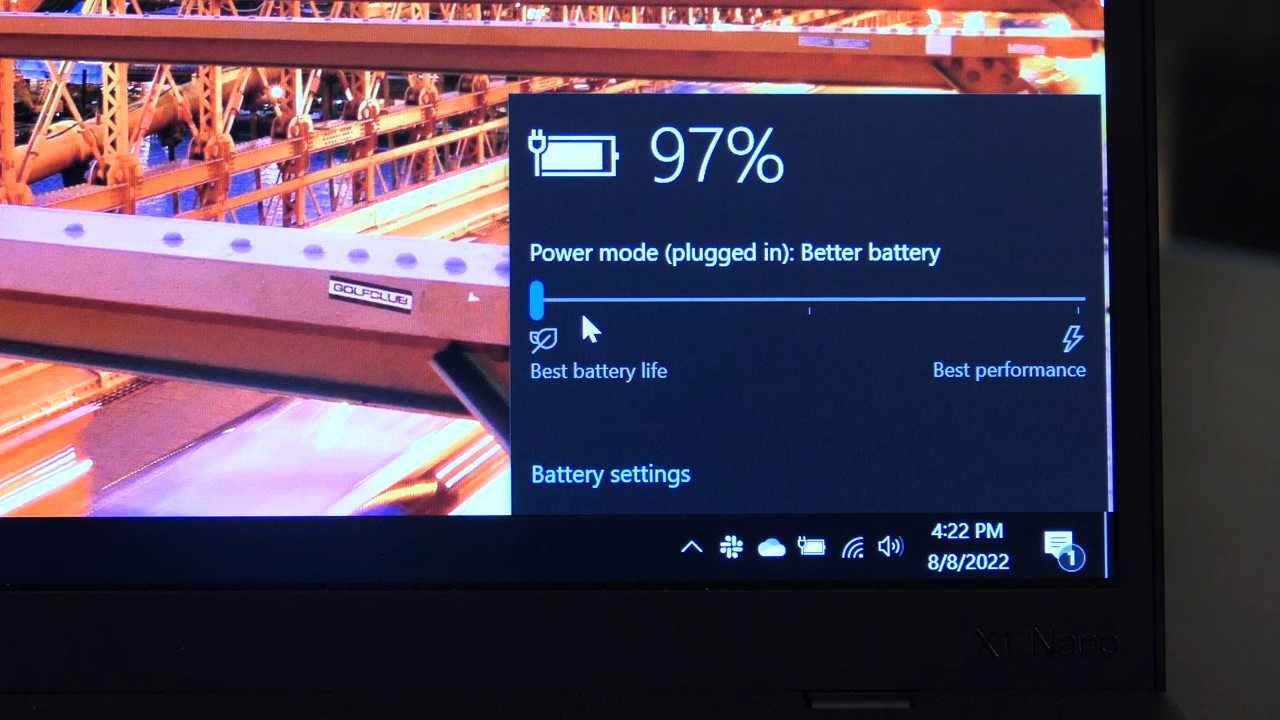 97%
Power mode (plugged in): Better battery
GOLFCLUB
Best battery life
Best performance
Battery settings
4:22 PM
8/8/2022
1
X1 Nano